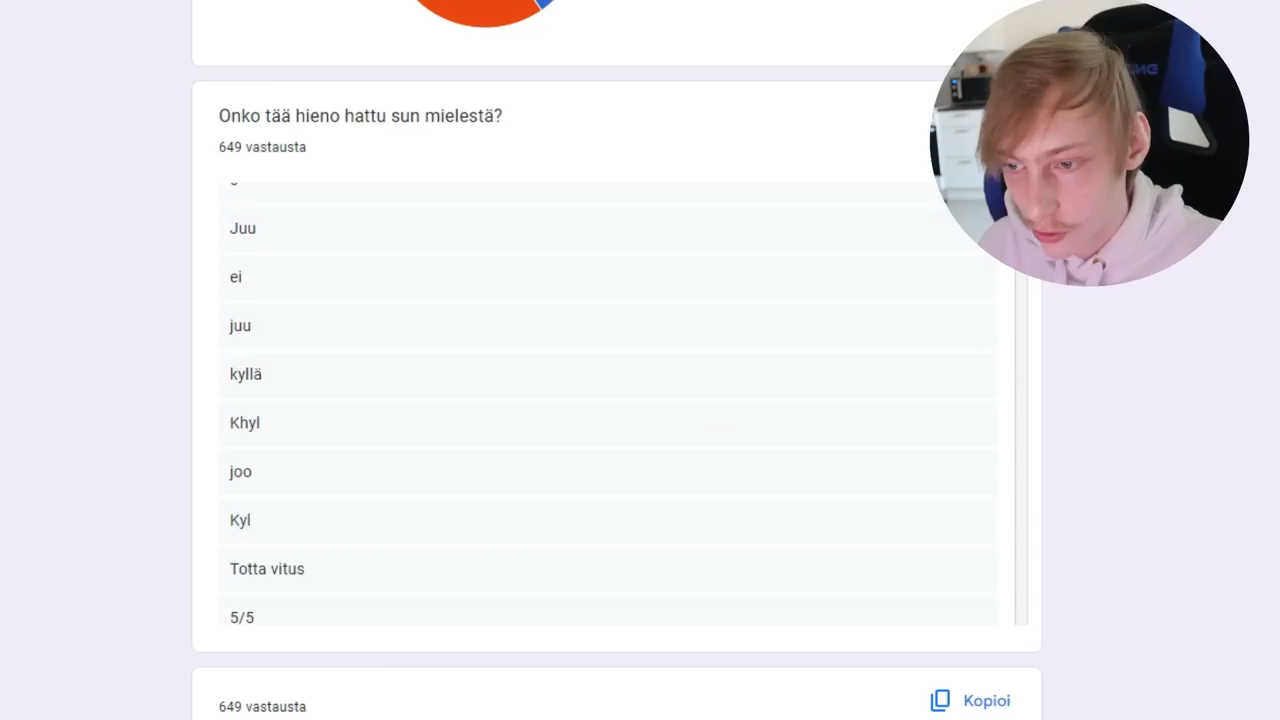 Onko tää hieno hattu sun mielestä?
649 vastausta
Juu
ei
juu
kyllä
Khyl
joo
Kyl
Totta vitus
5/5
649 vastausta
Kopioi